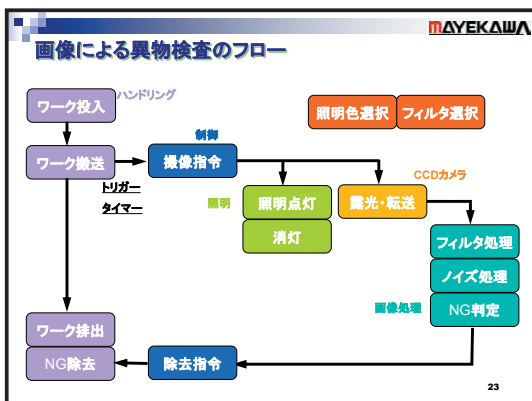 MAYEKAWA
画像による異物検査のフロー
ワーク投入
ハンドリング
照明色選択
フィルタ選択
制御
ワーク搬送
撮像指令
CCDカメラ
トリガー
タイマー
照明
照明点灯
消灯
露光・転送
フィルタ処理
ノイズ処理
画像処理
NG判定
ワーク排出
NG除去
除去指令
23